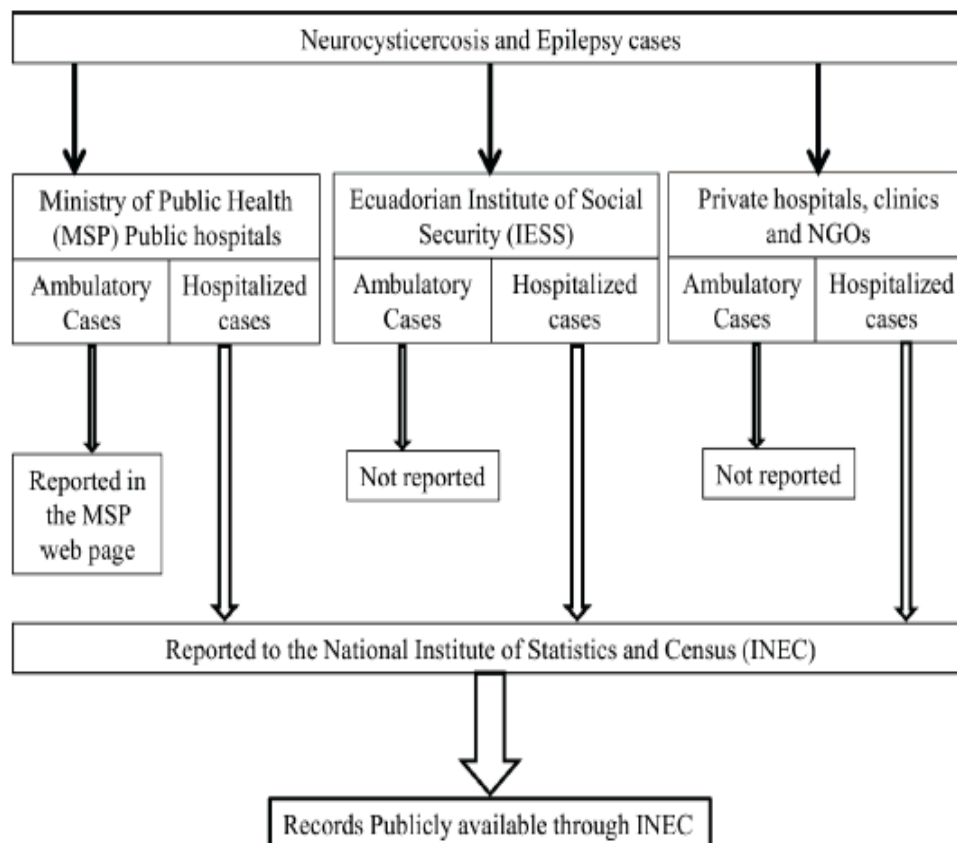 Neurocysticercosis and Epilepsy cases
Ministry of Public Health
(MSP) Public hospitals
Ambulatory
Cases
Hospitalized
cases
Ecuadorian Institute of Social
Security (IESS)
Ambulatory
Cases
Hospitalized
cases
Private hospitals, clinics
and NGOs
Ambulatory
Cases
Hospitalized
cases
Reported in
the MSP
web page
Not reported
Not reported
Reported to the National Institute of Statistics and Census (INEC)
Records Publicly available through INEC